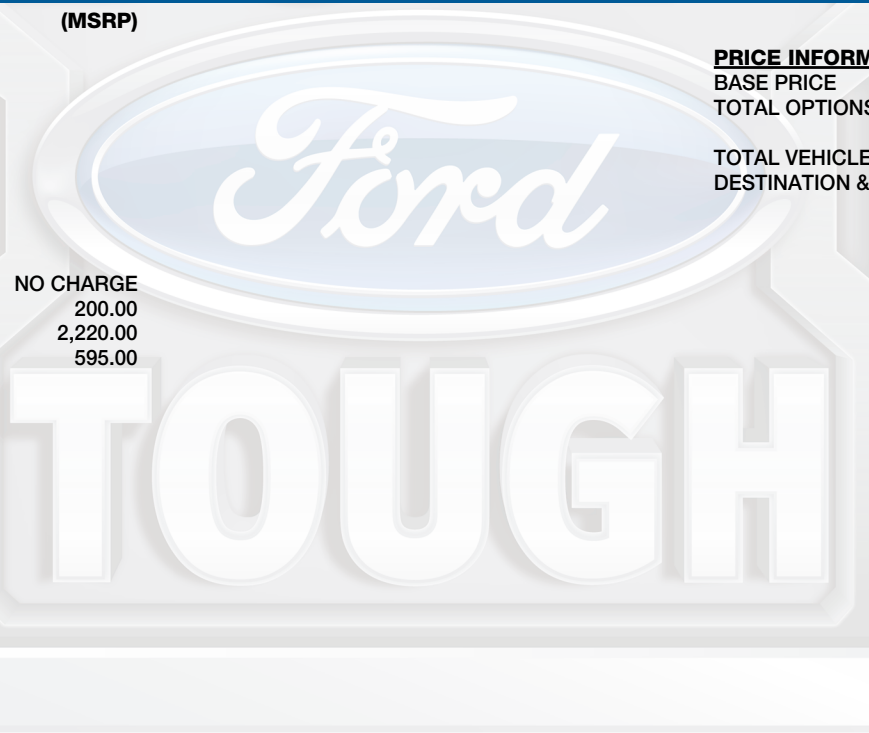 (MSRP)
PRICE INFORM
BASE PRICE
TOTAL OPTIONS
TOTAL VEHICLE
DESTINATION &
Ford
NO CHARGE
200.00
2,220.00
595.00
TOUGH